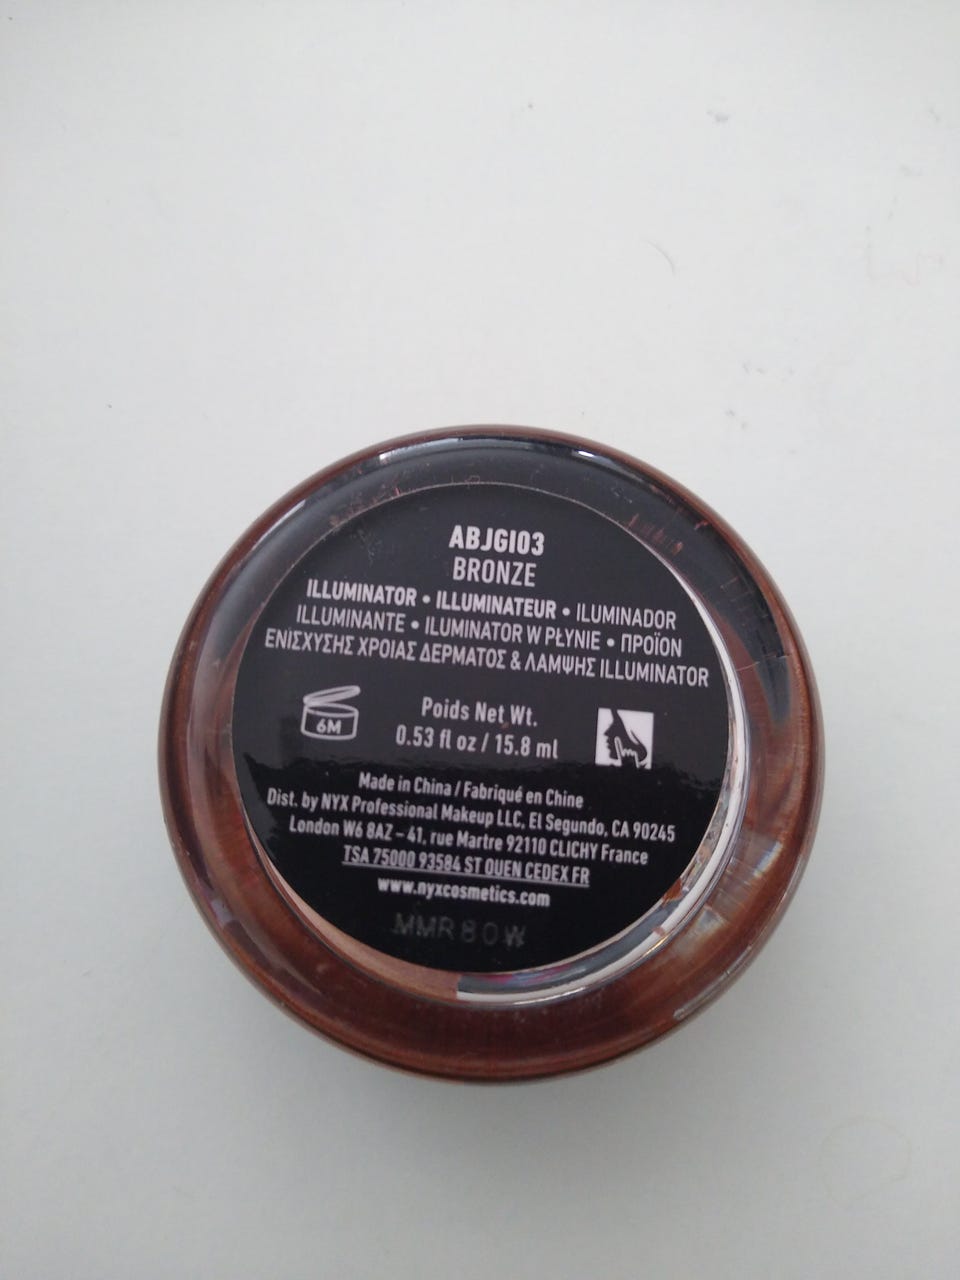 ABJGI03
BRONZE
ILLUMINATOR • ILLUMINATEUR • ILUMINADOR
ILLUMINANTE • ILUMINATOR W PŁYNIE • ΠΡΟΪΟΝ
ΕΝΙΣΧΥΣΗΣ ΧΡΟΙΑΣ ΔΕΡΜΑΤΟΣ & ΛΑΜΨΗΣ ILLUMINATOR
6M
Poids Net Wt.
0.53 fl oz / 15.8 ml
Made in China / Fabriqué en Chine
Dist. by NYX Professional Makeup LLC, El Segundo, CA 90245
London W6 8AZ – 41, rue Martre 92110 CLICHY France
TSA 75000 93584 ST OUEN CEDEX FR
www.nyxcosmetics.com
MMR80W